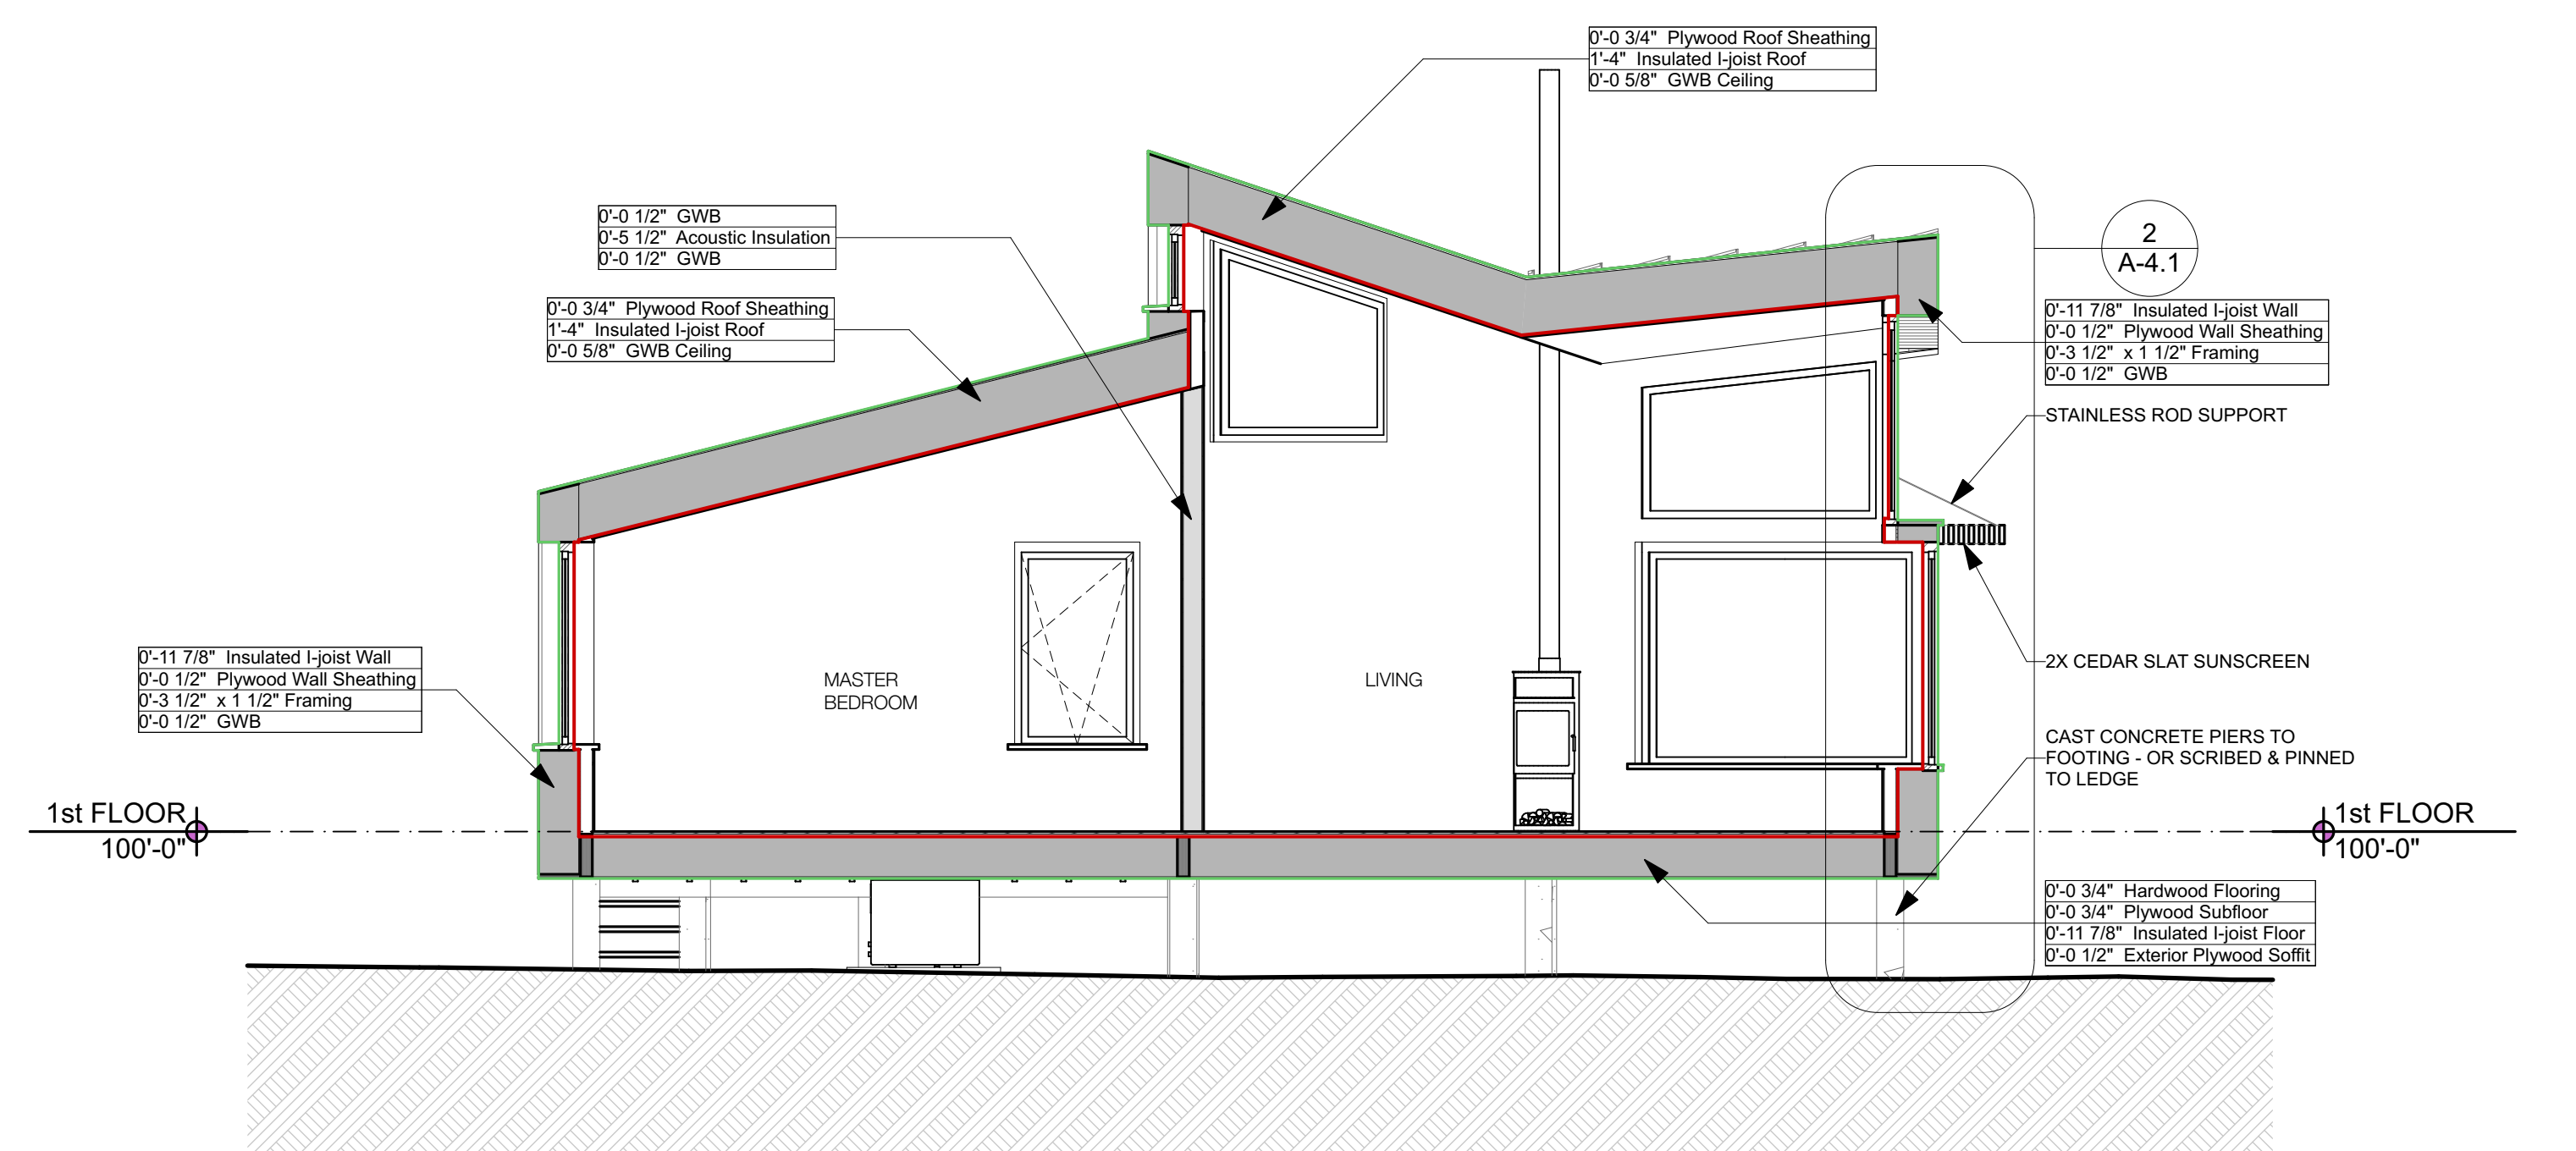 0'-0 3/4" Plywood Roof Sheathing
1'-4" Insulated I-joist Roof
0'-0 5/8" GWB Ceiling
0'-0 1/2" GWB
0'-5 1/2" Acoustic Insulation
0'-0 1/2" GWB
2
A-4.1
0'-0 3/4" Plywood Roof Sheathing
1'-4" Insulated I-joist Roof
0'-0 5/8" GWB Ceiling
0'-11 7/8" Insulated I-joist Wall
0'-0 1/2" Plywood Wall Sheathing
0'-3 1/2" x 1 1/2" Framing
0'-0 1/2" GWB
STAINLESS ROD SUPPORT
0'-11 7/8" Insulated I-joist Wall
0'-0 1/2" Plywood Wall Sheathing
0'-3 1/2" x 1 1/2" Framing
0'-0 1/2" GWB
MASTER
BEDROOM
LIVING
2X CEDAR SLAT SUNSCREEN
CAST CONCRETE PIERS TO
FOOTING - OR SCRIBED & PINNED
TO LEDGE
1st FLOOR
100'-0"
1st FLOOR
100'-0"
0'-0 3/4" Hardwood Flooring
0'-0 3/4" Plywood Subfloor
0'-11 7/8" Insulated I-joist Floor
0'-0 1/2" Exterior Plywood Soffit